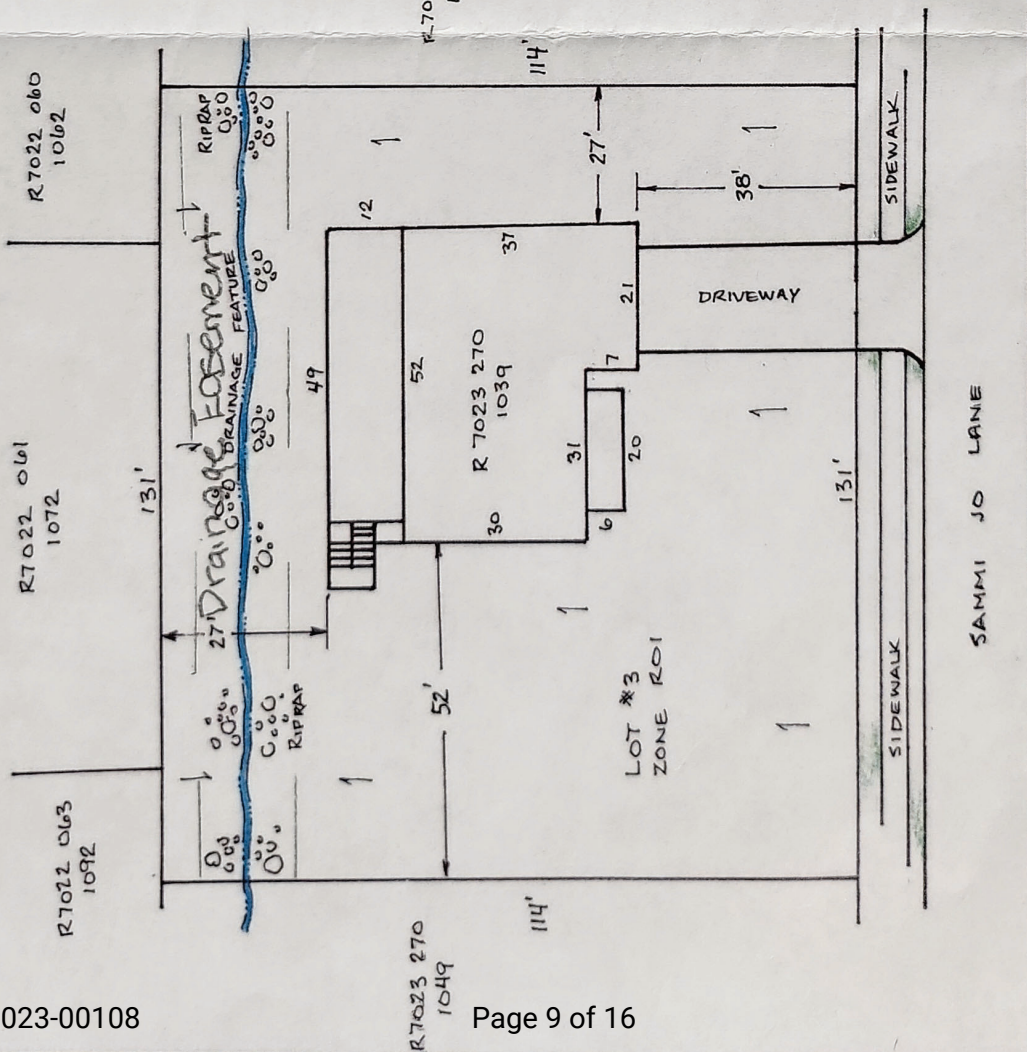 R70
R7022 060
1062
R7022 061
1072
R7022 063
1092
114'
131'
RIPRAP
Drainage Easement
DRAINAGE FEATURE
27'
RIPRAP
12
49
37
52
R 7023 270
1039
21
7
31
20
6
30
27'
38'
52'
DRIVEWAY
LOT #3
ZONE RO1
131'
SIDEWALK
SIDEWALK
SAMMI JO LANE
114'
R7023 270
1049
023-00108
Page 9 of 16